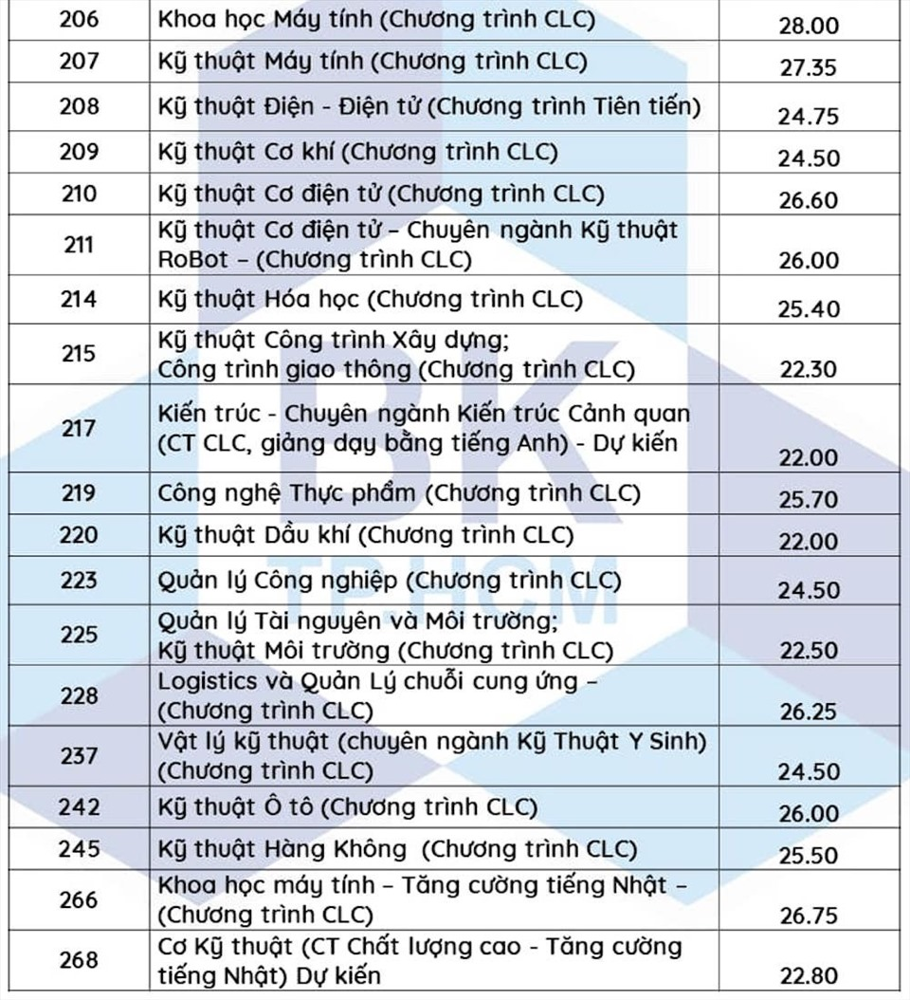 206 Khoa học Máy tính (Chương trình CLC) 28.00
207 Kỹ thuật Máy tính (Chương trình CLC) 27.35
208 Kỹ thuật Điện - Điện tử (Chương trình Tiên tiến) 24.75
209 Kỹ thuật Cơ khí (Chương trình CLC) 24.50
210 Kỹ thuật Cơ điện tử (Chương trình CLC) 26.60
211 Kỹ thuật Cơ điện tử – Chuyên ngành Kỹ thuật
RoBot – (Chương trình CLC) 26.00
214 Kỹ thuật Hóa học (Chương trình CLC) 25.40
215 Kỹ thuật Công trình Xây dựng;
Công trình giao thông (Chương trình CLC) 22.30
217 Kiến trúc - Chuyên ngành Kiến trúc Cảnh quan
(CT CLC, giảng dạy bằng tiếng Anh) - Dự kiến 22.00
219 Công nghệ Thực phẩm (Chương trình CLC) 25.70
220 Kỹ thuật Dầu khí (Chương trình CLC) 22.00
223 Quản lý Công nghiệp (Chương trình CLC) 24.50
225 Quản lý Tài nguyên và Môi trường;
Kỹ thuật Môi trường (Chương trình CLC) 22.50
228 Logistics và Quản Lý chuỗi cung ứng –
(Chương trình CLC) 26.25
237 Vật lý kỹ thuật (chuyên ngành Kỹ Thuật Y Sinh)
(Chương trình CLC) 24.50
242 Kỹ thuật Ô tô (Chương trình CLC) 26.00
245 Kỹ thuật Hàng Không (Chương trình CLC) 25.50
266 Khoa học máy tính – Tăng cường tiếng Nhật –
(Chương trình CLC) 26.75
268 Cơ Kỹ thuật (CT Chất lượng cao - Tăng cường
tiếng Nhật) Dự kiến 22.80
BK
TP.HCM